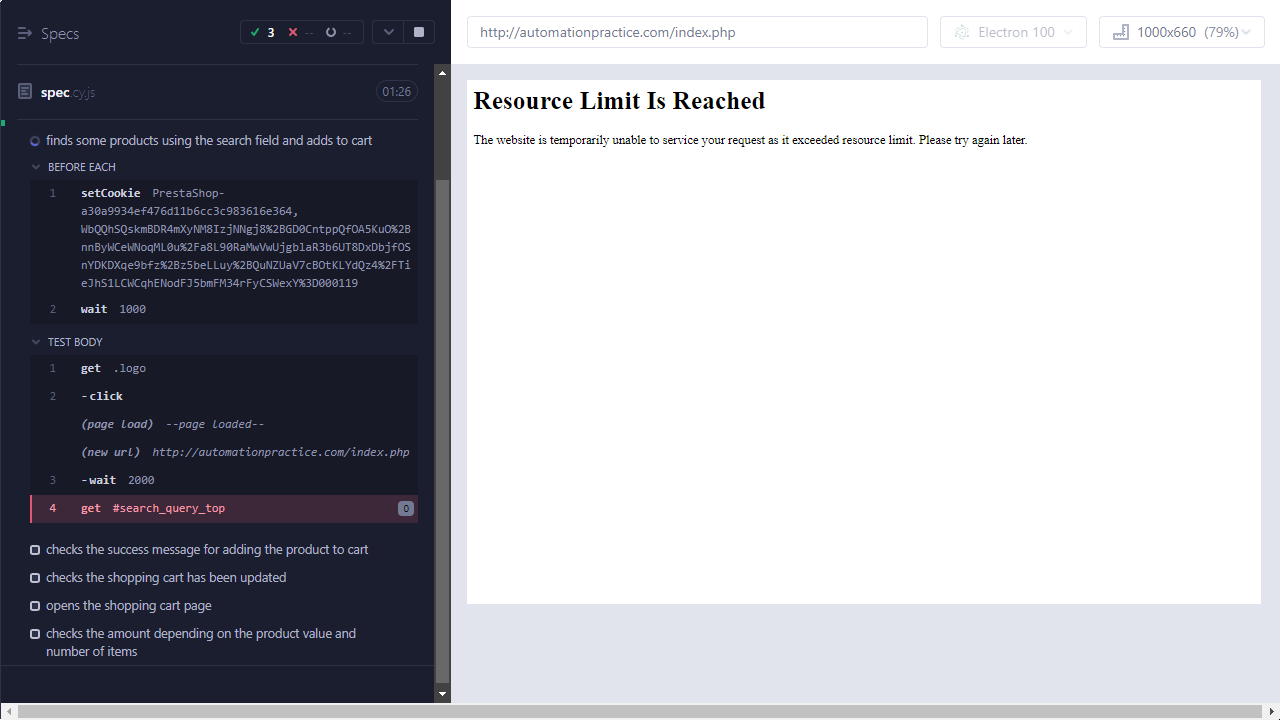 Specs
3 -- --
spec.cy.js
01:26
finds some products using the search field and adds to cart
BEFORE EACH
1 setCookie PrestaShop-
a30a9934ef476d11b6cc3c983616e364,
WbQQhSQskmBDR4mXyNM8IzjNNgj8%2BGD0CntppQfOA5KuO%2B
nnByWCeWNoqML0u%2Fa8L90RaMwVwUjgblaR3b6UT8DxDbjfOS
nYDKDXqe9bfz%2Bz5beLLuy%2BQuNZUaV7cBOtKLYdQz4%2FTi
eJhS1LCWCqhENodFJ5bmFM34rFyCSWexY%3D000119
2 wait 1000
TEST BODY
1 get .logo
2 -click
(page load) --page loaded--
(new url) http://automationpractice.com/index.php
3 -wait 2000
4 get #search_query_top 0
checks the success message for adding the product to cart
checks the shopping cart has been updated
opens the shopping cart page
checks the amount depending on the product value and
number of items
http://automationpractice.com/index.php
Electron 100
1000x660 (79%)
Resource Limit Is Reached
The website is temporarily unable to service your request as it exceeded resource limit. Please try again later.